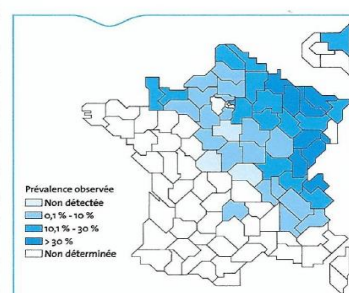 Prévalence observée
Non détectée
0,1 % - 10 %
10,1 % - 30 %
> 30 %
Non déterminée